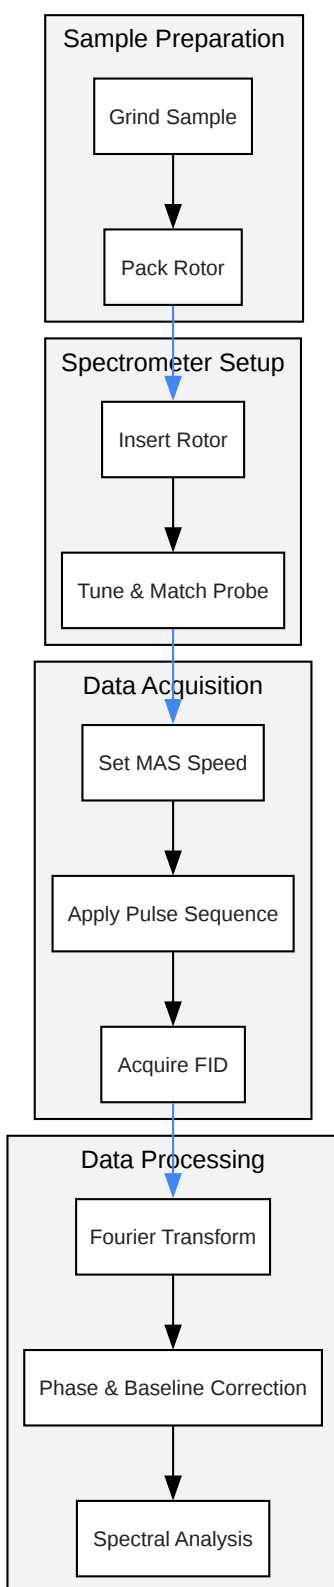 Sample Preparation
Grind Sample
Pack Rotor
Spectrometer Setup
Insert Rotor
Tune & Match Probe
Data Acquisition
Set MAS Speed
Apply Pulse Sequence
Acquire FID
Data Processing
Fourier Transform
Phase & Baseline Correction
Spectral Analysis